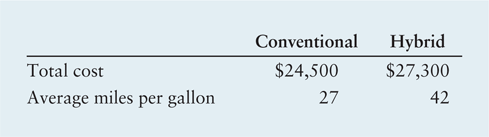 Conventional Hybrid
Total cost $24,500 $27,300
Average miles per gallon 27 42